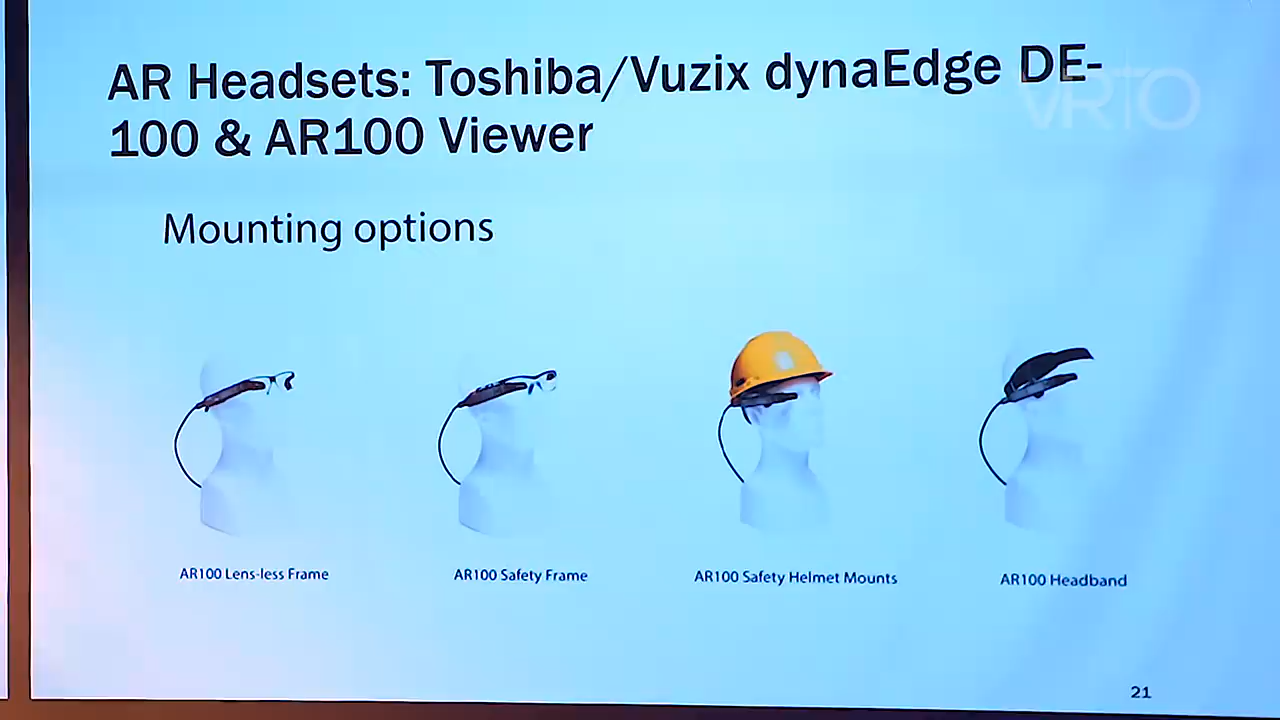 AR Headsets: Toshiba/Vuzix dynaEdge DE-
100 & AR100 Viewer
VRTO
Mounting options
AR100 Lens-less Frame
AR100 Safety Frame
AR100 Safety Helmet Mounts
AR100 Headband
21